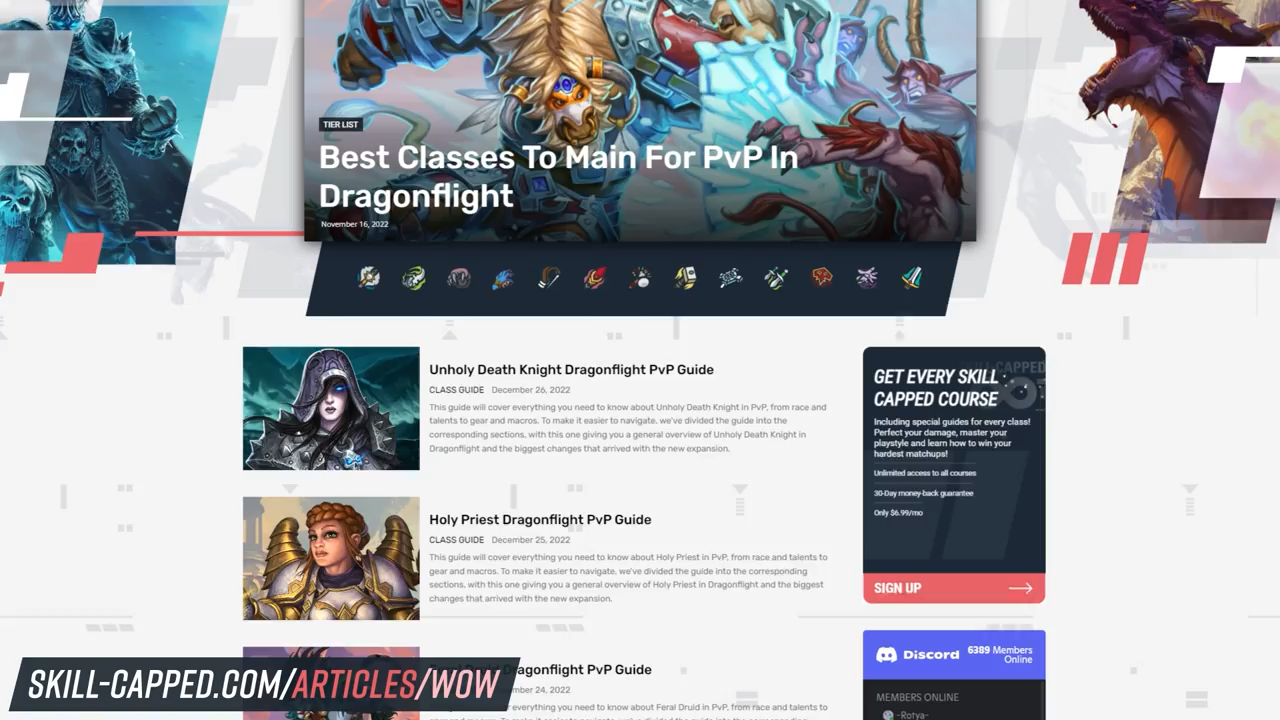 TIER LIST
Best Classes To Main For PvP In
Dragonflight
November 16, 2022
Unholy Death Knight Dragonflight PvP Guide
CLASS GUIDE December 26, 2022
This guide will cover everything you need to know about Unholy Death Knight in PvP, from race and
talents to gear and macros. To make it easier to navigate, we've divided the guide into the
corresponding sections, with this one giving you a general overview of Unholy Death Knight in
Dragonflight and the biggest changes that arrived with the new expansion.
Holy Priest Dragonflight PvP Guide
CLASS GUIDE December 25, 2022
This guide will cover everything you need to know about Holy Priest in PvP, from race and talents to
gear and macros. To make it easier to navigate, we've divided the guide into the corresponding
sections, with this one giving you a general overview of Holy Priest in Dragonflight and the biggest
changes that arrived with the new expansion.
agonflight PvP Guide
mber 24, 2022
GET EVERY SKILL
CAPPED COURSE
Including special guides for every class!
Perfect your damage, master your
playstyle and learn how to win your
hardest matchups!
Unlimited access to all courses
30-Day money-back guarantee
Only $6.99/mo
SIGN UP
Discord 6389 Members
Online
MEMBERS ONLINE
-Rotya-
SKILL-CAPPED.COM/ARTICLES/WOW